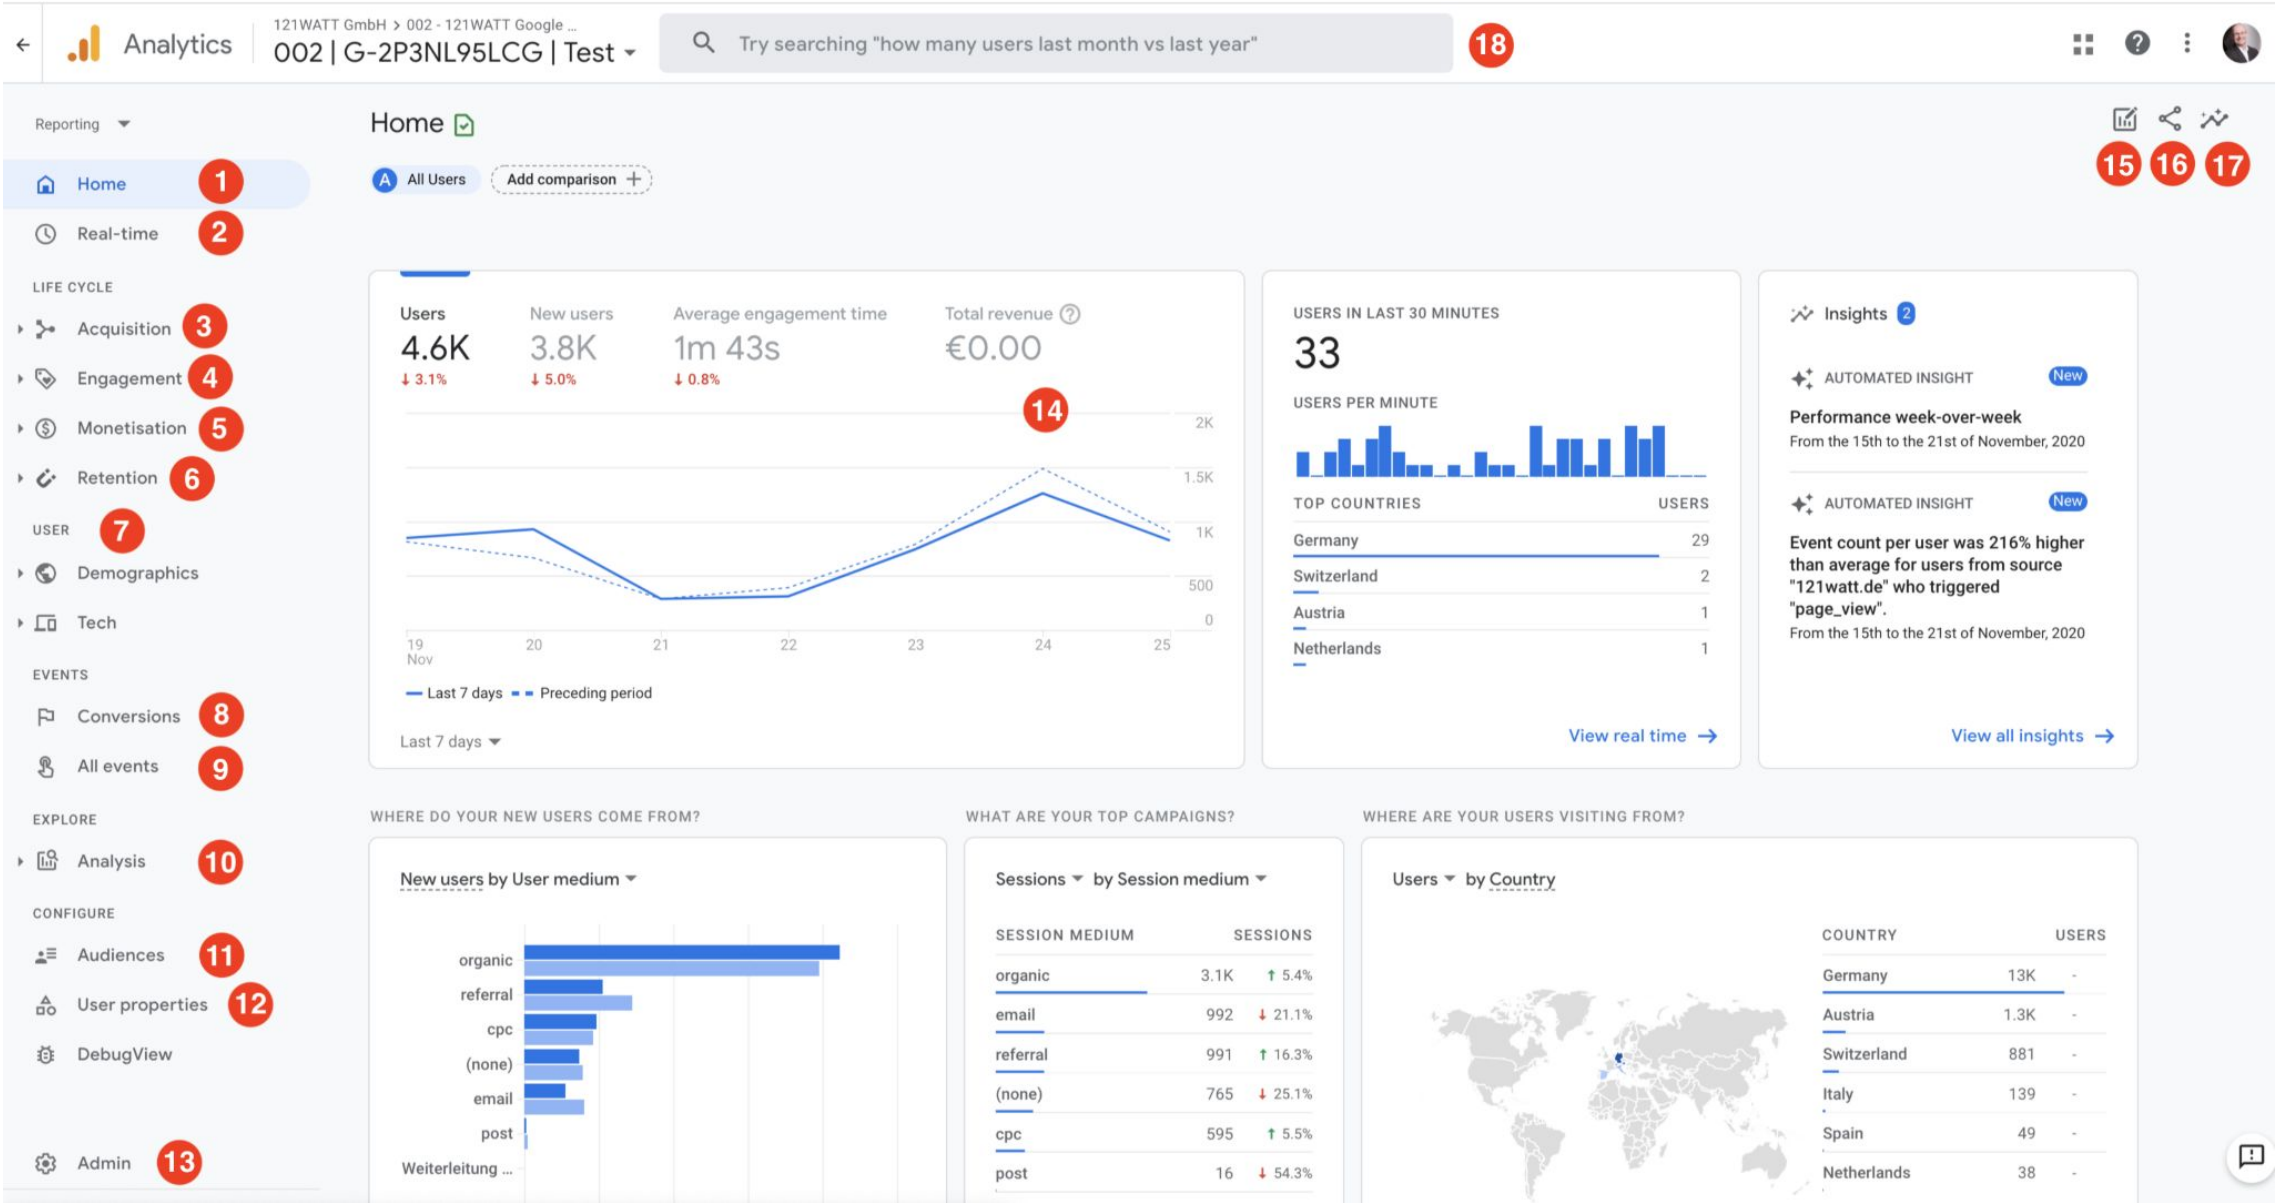 121WATT GmbH > 002 - 121WATT Google ...
Analytics
002 | G-2P3NL95LCG | Test
Try searching "how many users last month vs last year"
18
Reporting
Home
15 16 17
Home 1
A All Users
Add comparison +
Real-time 2
LIFE CYCLE
Acquisition 3
Engagement 4
Monetisation 5
Retention 6
USER 7
Demographics
Tech
EVENTS
Conversions 8
All events 9
EXPLORE
Analysis 10
CONFIGURE
Audiences 11
User properties 12
DebugView
Admin 13
Users New users Average engagement time Total revenue
4.6K 3.8K 1m 43s €0.00
↓ 3.1% ↓ 5.0% ↓ 0.8%
14
2K
1.5K
1K
500
0
19 20 21 22 23 24 25
Nov
Last 7 days Preceding period
Last 7 days
USERS IN LAST 30 MINUTES
33
USERS PER MINUTE
TOP COUNTRIES USERS
Germany 29
Switzerland 2
Austria 1
Netherlands 1
View real time →
Insights 2
AUTOMATED INSIGHT New
Performance week-over-week
From the 15th to the 21st of November, 2020
AUTOMATED INSIGHT New
Event count per user was 216% higher
than average for users from source
"121watt.de" who triggered
"page_view".
From the 15th to the 21st of November, 2020
View all insights →
WHERE DO YOUR NEW USERS COME FROM?
New users by User medium
organic
referral
cpc
(none)
email
post
Weiterleitung ...
WHAT ARE YOUR TOP CAMPAIGNS?
Sessions by Session medium
SESSION MEDIUM SESSIONS
organic 3.1K ↑ 5.4%
email 992 ↓ 21.1%
referral 991 ↑ 16.3%
(none) 765 ↓ 25.1%
cpc 595 ↑ 5.5%
post 16 ↓ 54.3%
WHERE ARE YOUR USERS VISITING FROM?
Users by Country
COUNTRY USERS
Germany 13K -
Austria 1.3K -
Switzerland 881 -
Italy 139 -
Spain 49 -
Netherlands 38 -